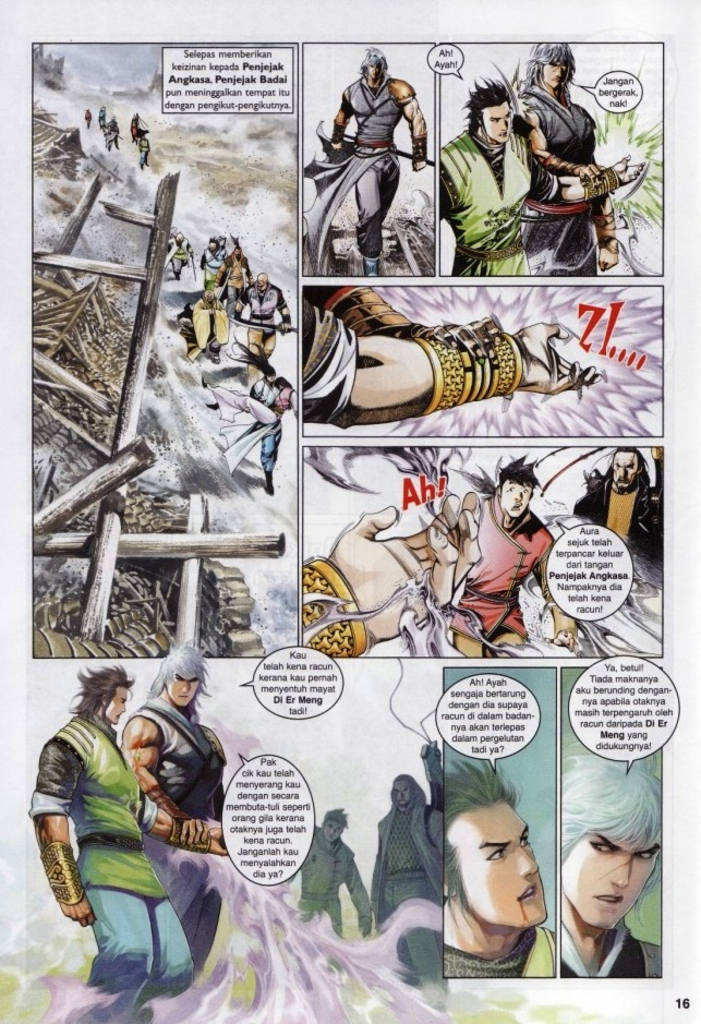 Selepas memberikan
keizinan kepada Penjejak
Angkasa, Penjejak Badai
pun meninggalkan tempat itu
dengan pengikut-pengikutnya.
Ah!
Ayah!
Jangan
bergerak,
nak!
Z1....
Ah!
Aura
sejuk telah
terpancar keluar
dari tangan
Penjejak Angkasa.
Nampaknya dia
telah kena
racun!
Kau
telah kena racun
kerana kau pernah
menyentuh mayat
Di Er Meng
tadi!
Pak
cik kau telah
menyerang kau
dengan secara
membuta-tuli seperti
orang gila kerana
otaknya juga telah
kena racun.
Janganlah kau
menyalahkan
dia ya?
Ah! Ayah
sengaja bertarung
dengan dia supaya
racun di dalam badan-
nya akan terlepas
dalam pergelutan
tadi ya?
Ya, betul!
Tiada maknanya
aku berunding dengan-
nya apabila otaknya
masih terpengaruh oleh
racun daripada Di Er
Meng yang
didukungnya!
16